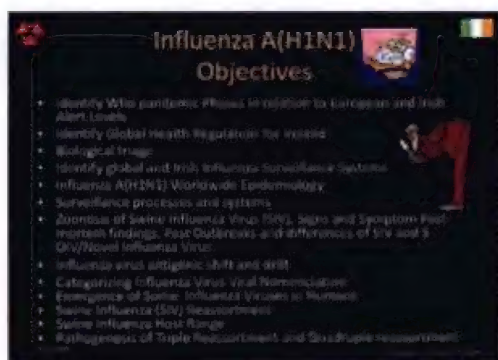 Influenza A(H1N1)
Objectives
• Identify Who pandemic Phases in relation to European and Irish
Alert Levels
• Identify Global Health Regulation for
• Biological Image
• Identify global and Irish Influenza Surveillance Systems
• Influenza A(H1N1) Worldwide Epidemiology
• Surveillance processes and systems
• Zoonosis of Swine Influenza Virus (SIV), Signs and Symptom Post
mortem findings, Past Outbreaks and differences of SIV and S
OIV/Novel Influenza Virus
• Influenza virus antigenic shift and drift
• Categorizing Influenza Virus Viral Nomenclature
• Emergence of Swine Influenza Viruses in Humans
• Swine Influenza (SIV) Reassortment
• Swine Influenza Host Range
• Pathogenesis of Triple Reassortment and Quadruple reassortment